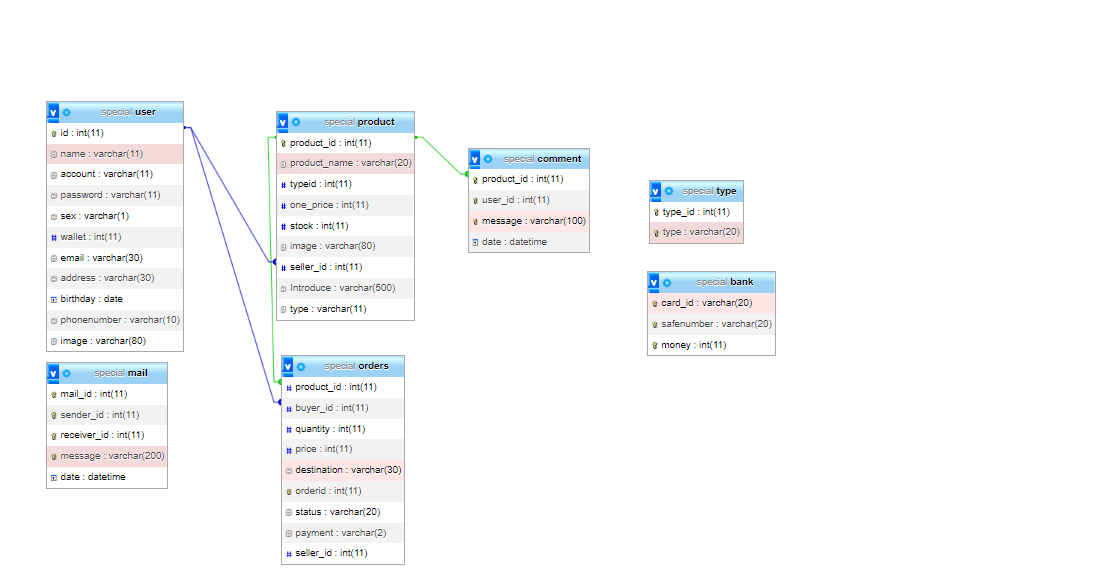 special user
id : int(11)
name : varchar(11)
account : varchar(11)
password : varchar(11)
sex : varchar(1)
wallet : int(11)
email : varchar(30)
address : varchar(30)
birthday : date
phonenumber : varchar(10)
image : varchar(80)
special mail
mail_id : int(11)
sender_id : int(11)
receiver_id : int(11)
message : varchar(200)
date : datetime
special product
product_id : int(11)
product_name : varchar(20)
typeid : int(11)
one_price : int(11)
stock : int(11)
image : varchar(80)
seller_id : int(11)
Introduce : varchar(500)
type : varchar(11)
special orders
product_id : int(11)
buyer_id : int(11)
quantity : int(11)
price : int(11)
destination : varchar(30)
orderid : int(11)
status : varchar(20)
payment : varchar(2)
seller_id : int(11)
special comment
product_id : int(11)
user_id : int(11)
message : varchar(100)
date : datetime
special type
type_id : int(11)
type : varchar(20)
special bank
card_id : varchar(20)
safenumber : varchar(20)
money : int(11)